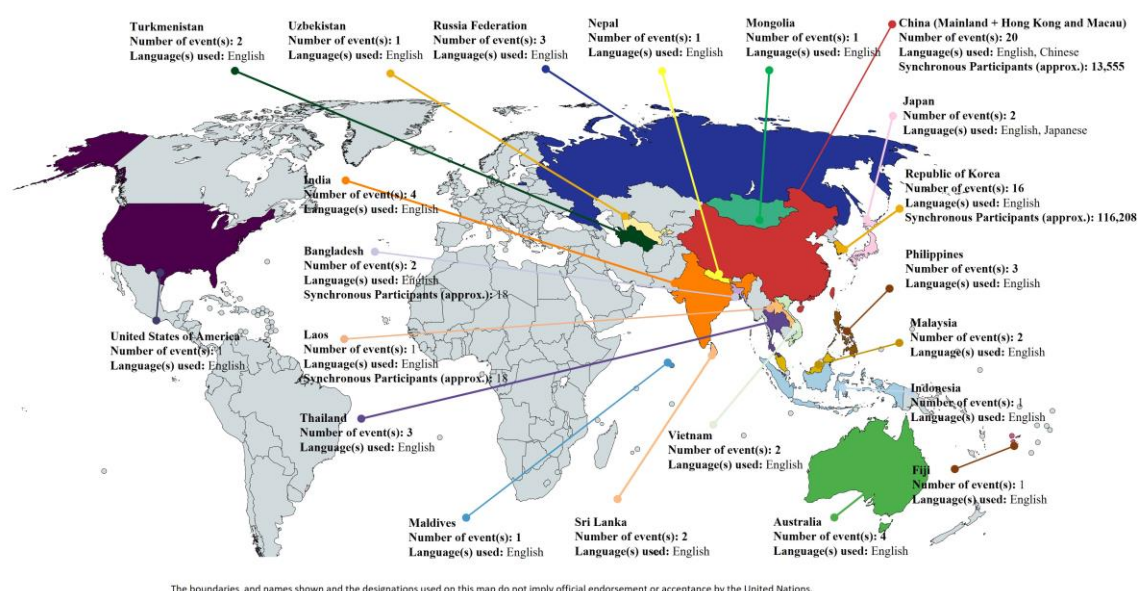 Turkmenistan
Number of event(s): 2
Language(s) used: English
Uzbekistan
Number of event(s): 1
Language(s) used: English
Russia Federation
Number of event(s): 3
Language(s) used: English
Nepal
Number of event(s): 1
Language(s) used: English
Mongolia
Number of event(s): 1
Language(s) used: English
China (Mainland + Hong Kong and Macau)
Number of event(s): 20
Language(s) used: English, Chinese
Synchronous Participants (approx.): 13,555
Japan
Number of event(s): 2
Language(s) used: English, Japanese
Republic of Korea
Number of event(s): 16
Language(s) used: English
Synchronous Participants (approx.): 116,208
India
Number of event(s): 4
Language(s) used: English
Bangladesh
Number of event(s): 2
Language(s) used: English
Synchronous Participants (approx.): 18
Philippines
Number of event(s): 3
Language(s) used: English
United States of America
Number of event(s): 1
Language(s) used: English
Laos
Number of event(s): 1
Language(s) used: English
Synchronous Participants (approx.): 18
Malaysia
Number of event(s): 2
Language(s) used: English
Indonesia
Number of event(s): 1
Language(s) used: English
Thailand
Number of event(s): 3
Language(s) used: English
Vietnam
Number of event(s): 2
Language(s) used: English
Fiji
Number of event(s): 1
Language(s) used: English
Maldives
Number of event(s): 1
Language(s) used: English
Sri Lanka
Number of event(s): 2
Language(s) used: English
Australia
Number of event(s): 4
Language(s) used: English
The boundaries, and names shown and the designations used on this map do not imply official endorsement or acceptance by the United Nations.